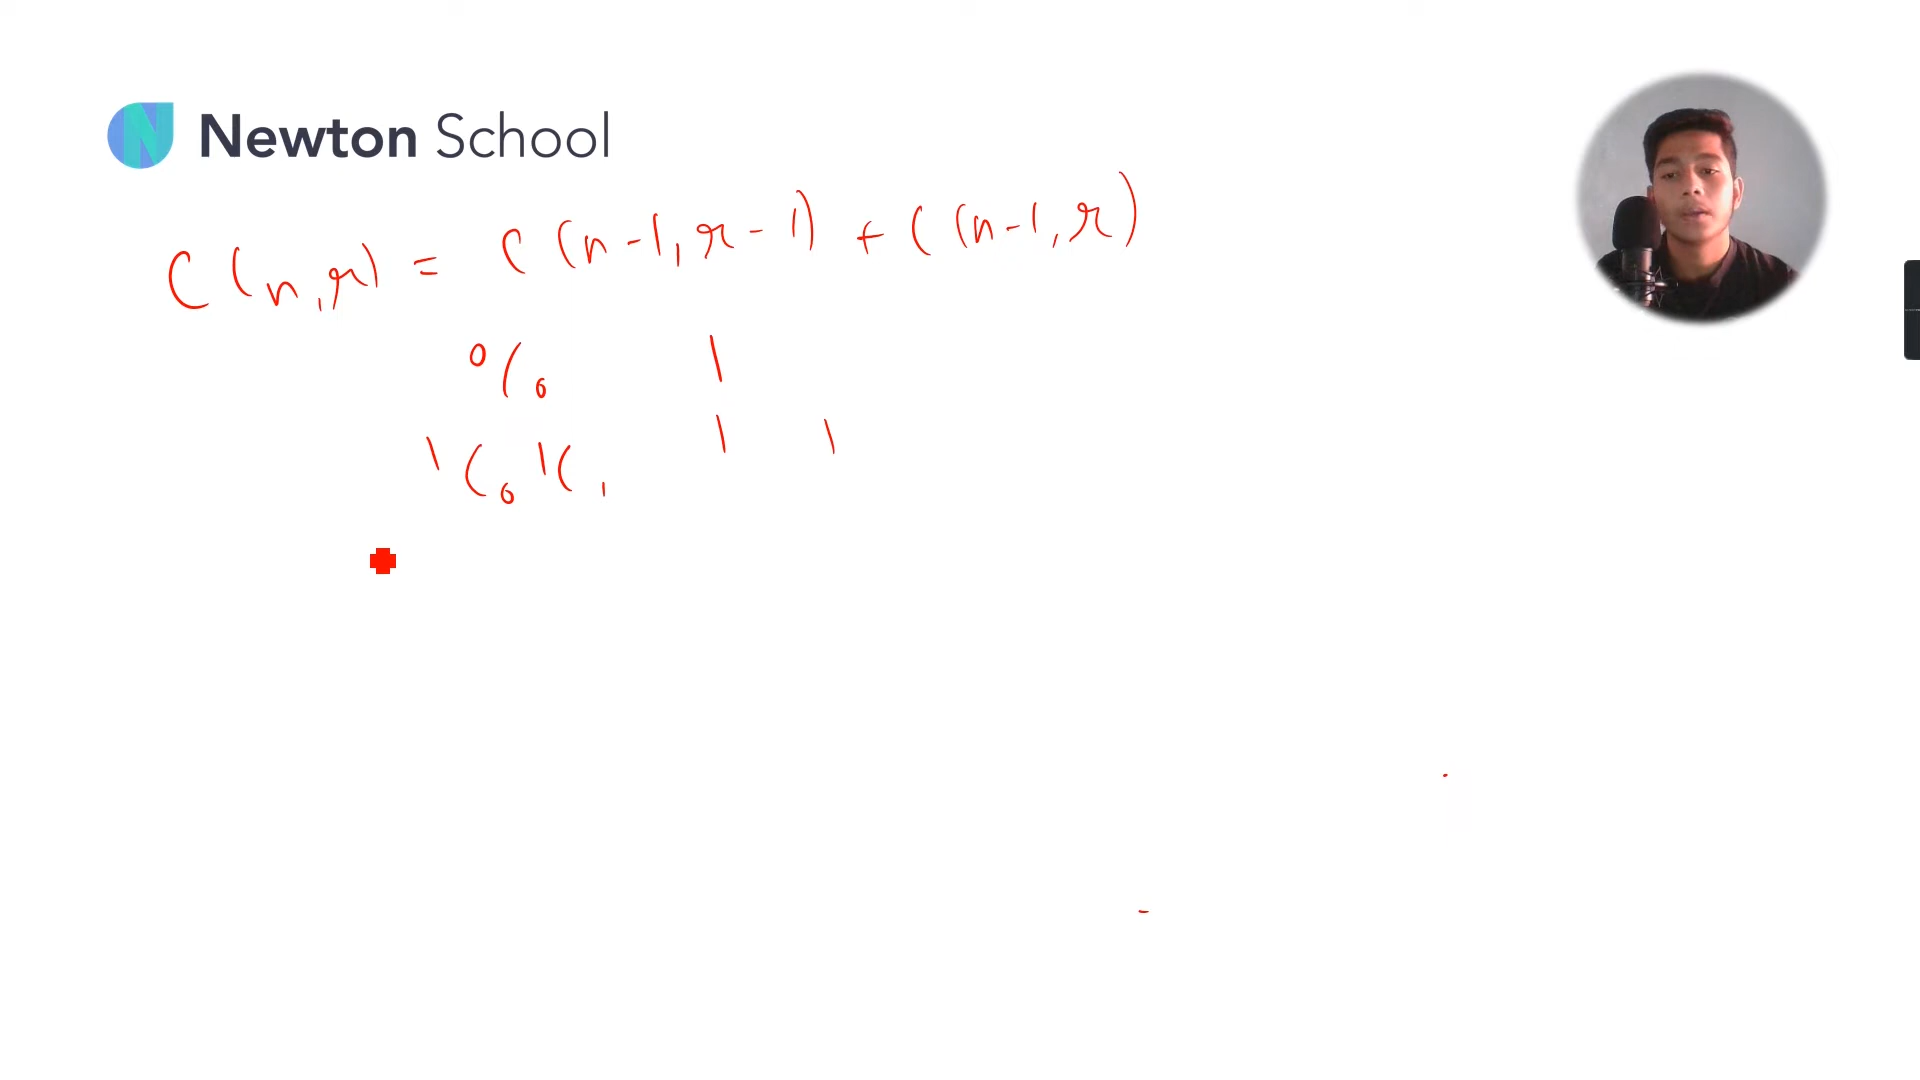 Newton School
C(n,r) = C(n-1,r-1) + C(n-1,r)
⁰C₀ 1
¹C₀ ¹C₁ 1 1